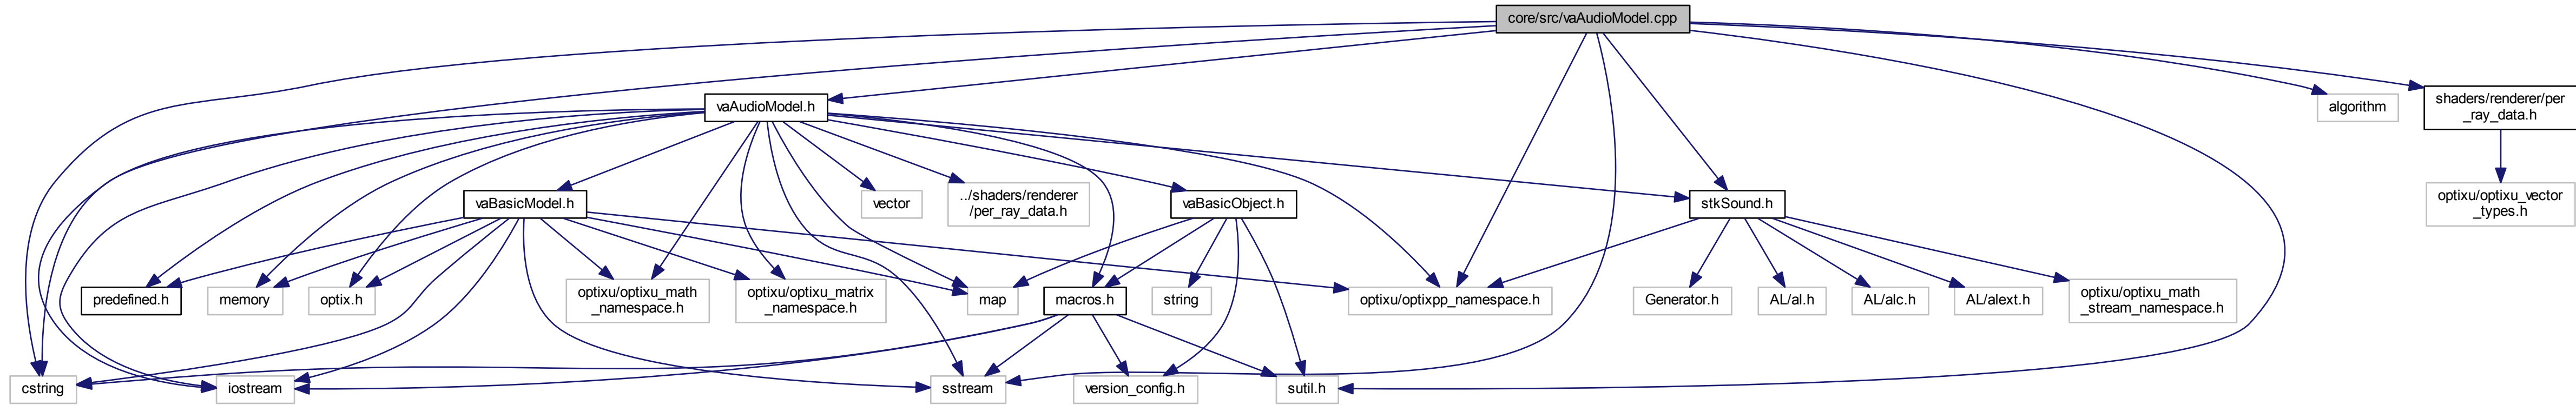 core/src/vaAudioModel.cpp
vaAudioModel.h
algorithm
shaders/renderer/per
_ray_data.h
vaBasicModel.h
vector
../shaders/renderer
/per_ray_data.h
vaBasicObject.h
stkSound.h
optixu/optixu_vector
_types.h
predefined.h
memory
optix.h
optixu/optixu_math
_namespace.h
optixu/optixu_matrix
_namespace.h
map
macros.h
string
optixu/optixpp_namespace.h
Generator.h
AL/al.h
AL/alc.h
AL/alext.h
optixu/optixu_math
_stream_namespace.h
cstring
iostream
sstream
version_config.h
sutil.h